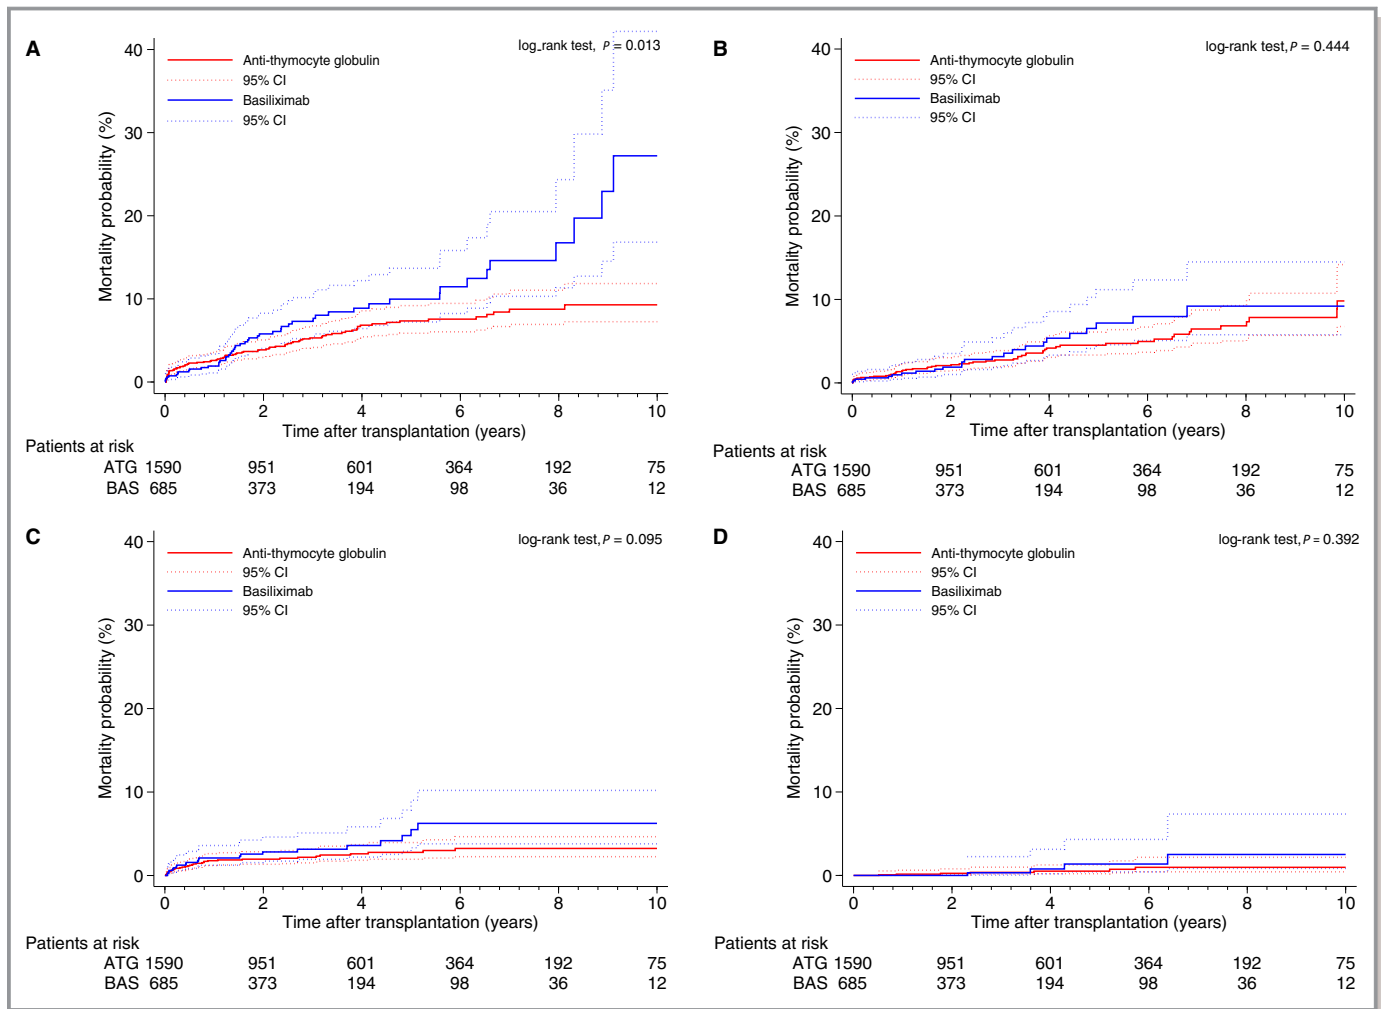 A
log-rank test, P = 0.013
Anti-thymocyte globulin
95% CI
Basiliximab
95% CI
Mortality probability (%)
40
30
20
10
0
0 2 4 6 8 10
Time after transplantation (years)
Patients at risk
ATG 1590 951 601 364 192 75
BAS 685 373 194 98 36 12
B
log-rank test, P = 0.444
Anti-thymocyte globulin
95% CI
Basiliximab
95% CI
Mortality probability (%)
40
30
20
10
0
0 2 4 6 8 10
Time after transplantation (years)
Patients at risk
ATG 1590 951 601 364 192 75
BAS 685 373 194 98 36 12
C
log-rank test, P = 0.095
Anti-thymocyte globulin
95% CI
Basiliximab
95% CI
Mortality probability (%)
40
30
20
10
0
0 2 4 6 8 10
Time after transplantation (years)
Patients at risk
ATG 1590 951 601 364 192 75
BAS 685 373 194 98 36 12
D
log-rank test, P = 0.392
Anti-thymocyte globulin
95% CI
Basiliximab
95% CI
Mortality probability (%)
40
30
20
10
0
0 2 4 6 8 10
Time after transplantation (years)
Patients at risk
ATG 1590 951 601 364 192 75
BAS 685 373 194 98 36 12